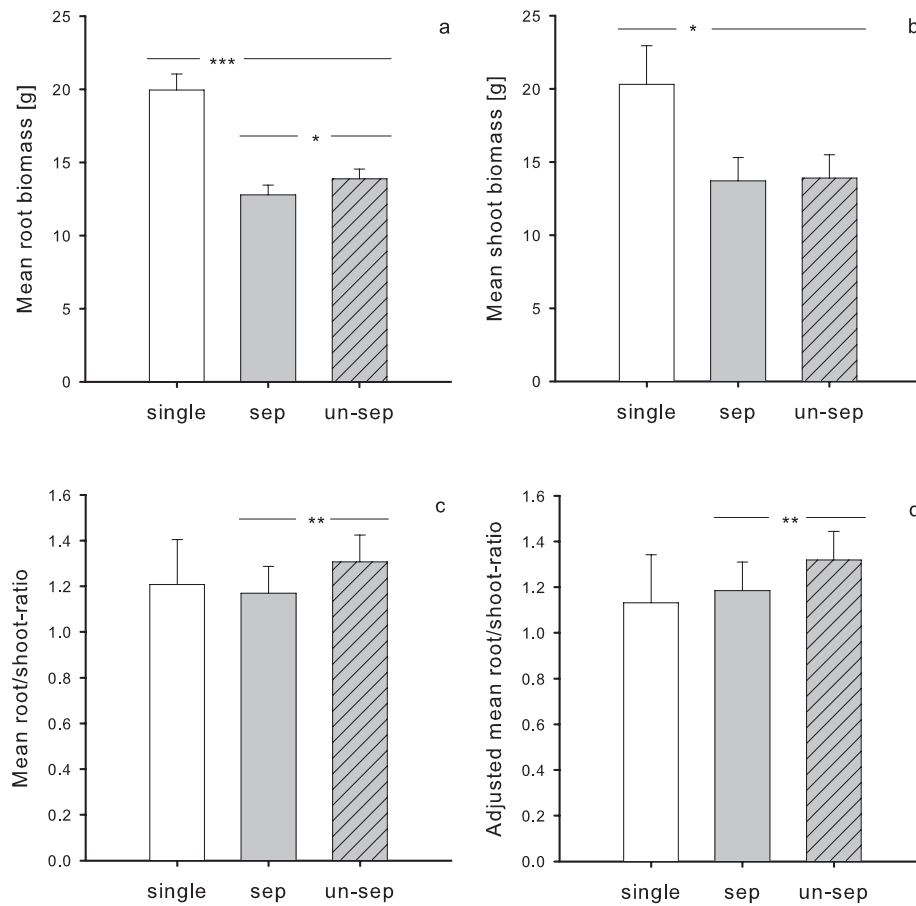 a
Mean root biomass [g]
25
20
15
10
5
0
***
*
single sep un-sep
b
Mean shoot biomass [g]
25
20
15
10
5
0
*
single sep un-sep
c
Mean root/shoot-ratio
1.6
1.4
1.2
1.0
0.8
0.6
0.4
0.2
0.0
**
single sep un-sep
d
Adjusted mean root/shoot-ratio
1.6
1.4
1.2
1.0
0.8
0.6
0.4
0.2
0.0
**
single sep un-sep